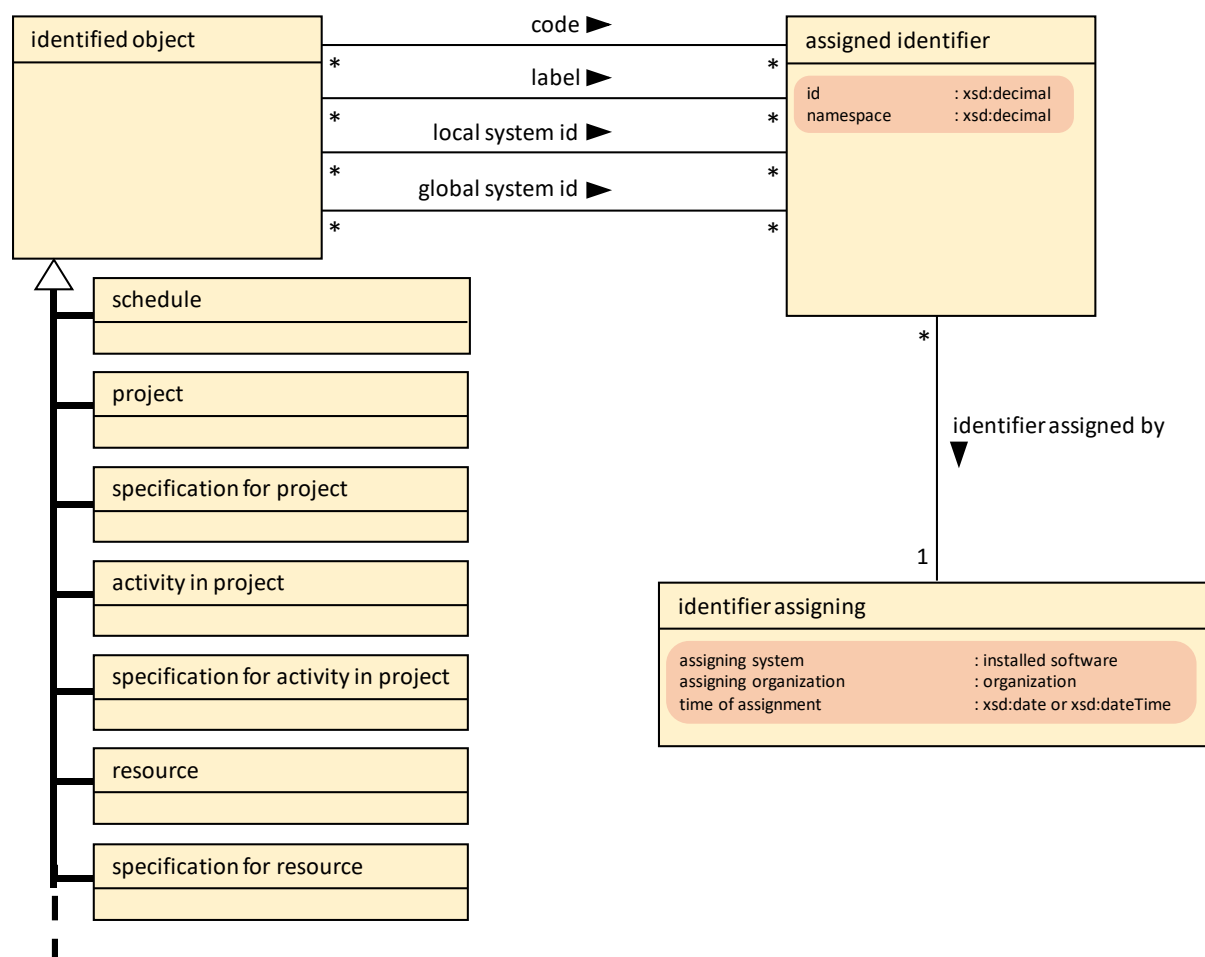 identified object
code ►
assigned identifier
* *
label ►
id : xsd:decimal
namespace : xsd:decimal
* *
local system id ►
* *
global system id ►
* *
schedule
*
project
identifier assigned by
▼
specification for project
1
activity in project
identifier assigning
specification for activity in project
assigning system : installed software
assigning organization : organization
time of assignment : xsd:date or xsd:dateTime
resource
specification for resource